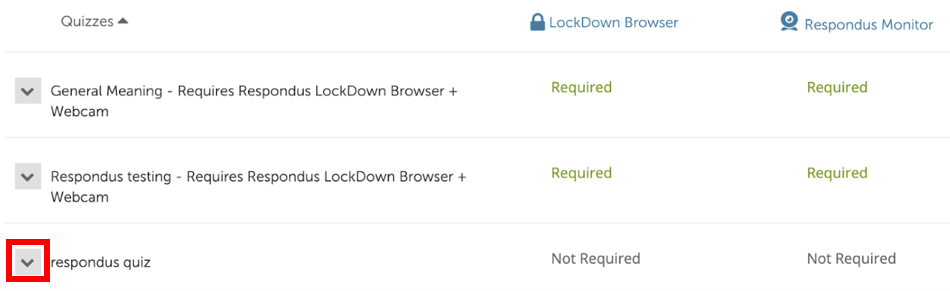 Quizzes LockDown Browser Respondus Monitor
General Meaning - Requires Respondus LockDown Browser + Required Required
Webcam
Respondus testing - Requires Respondus LockDown Browser + Required Required
Webcam
respondus quiz Not Required Not Required